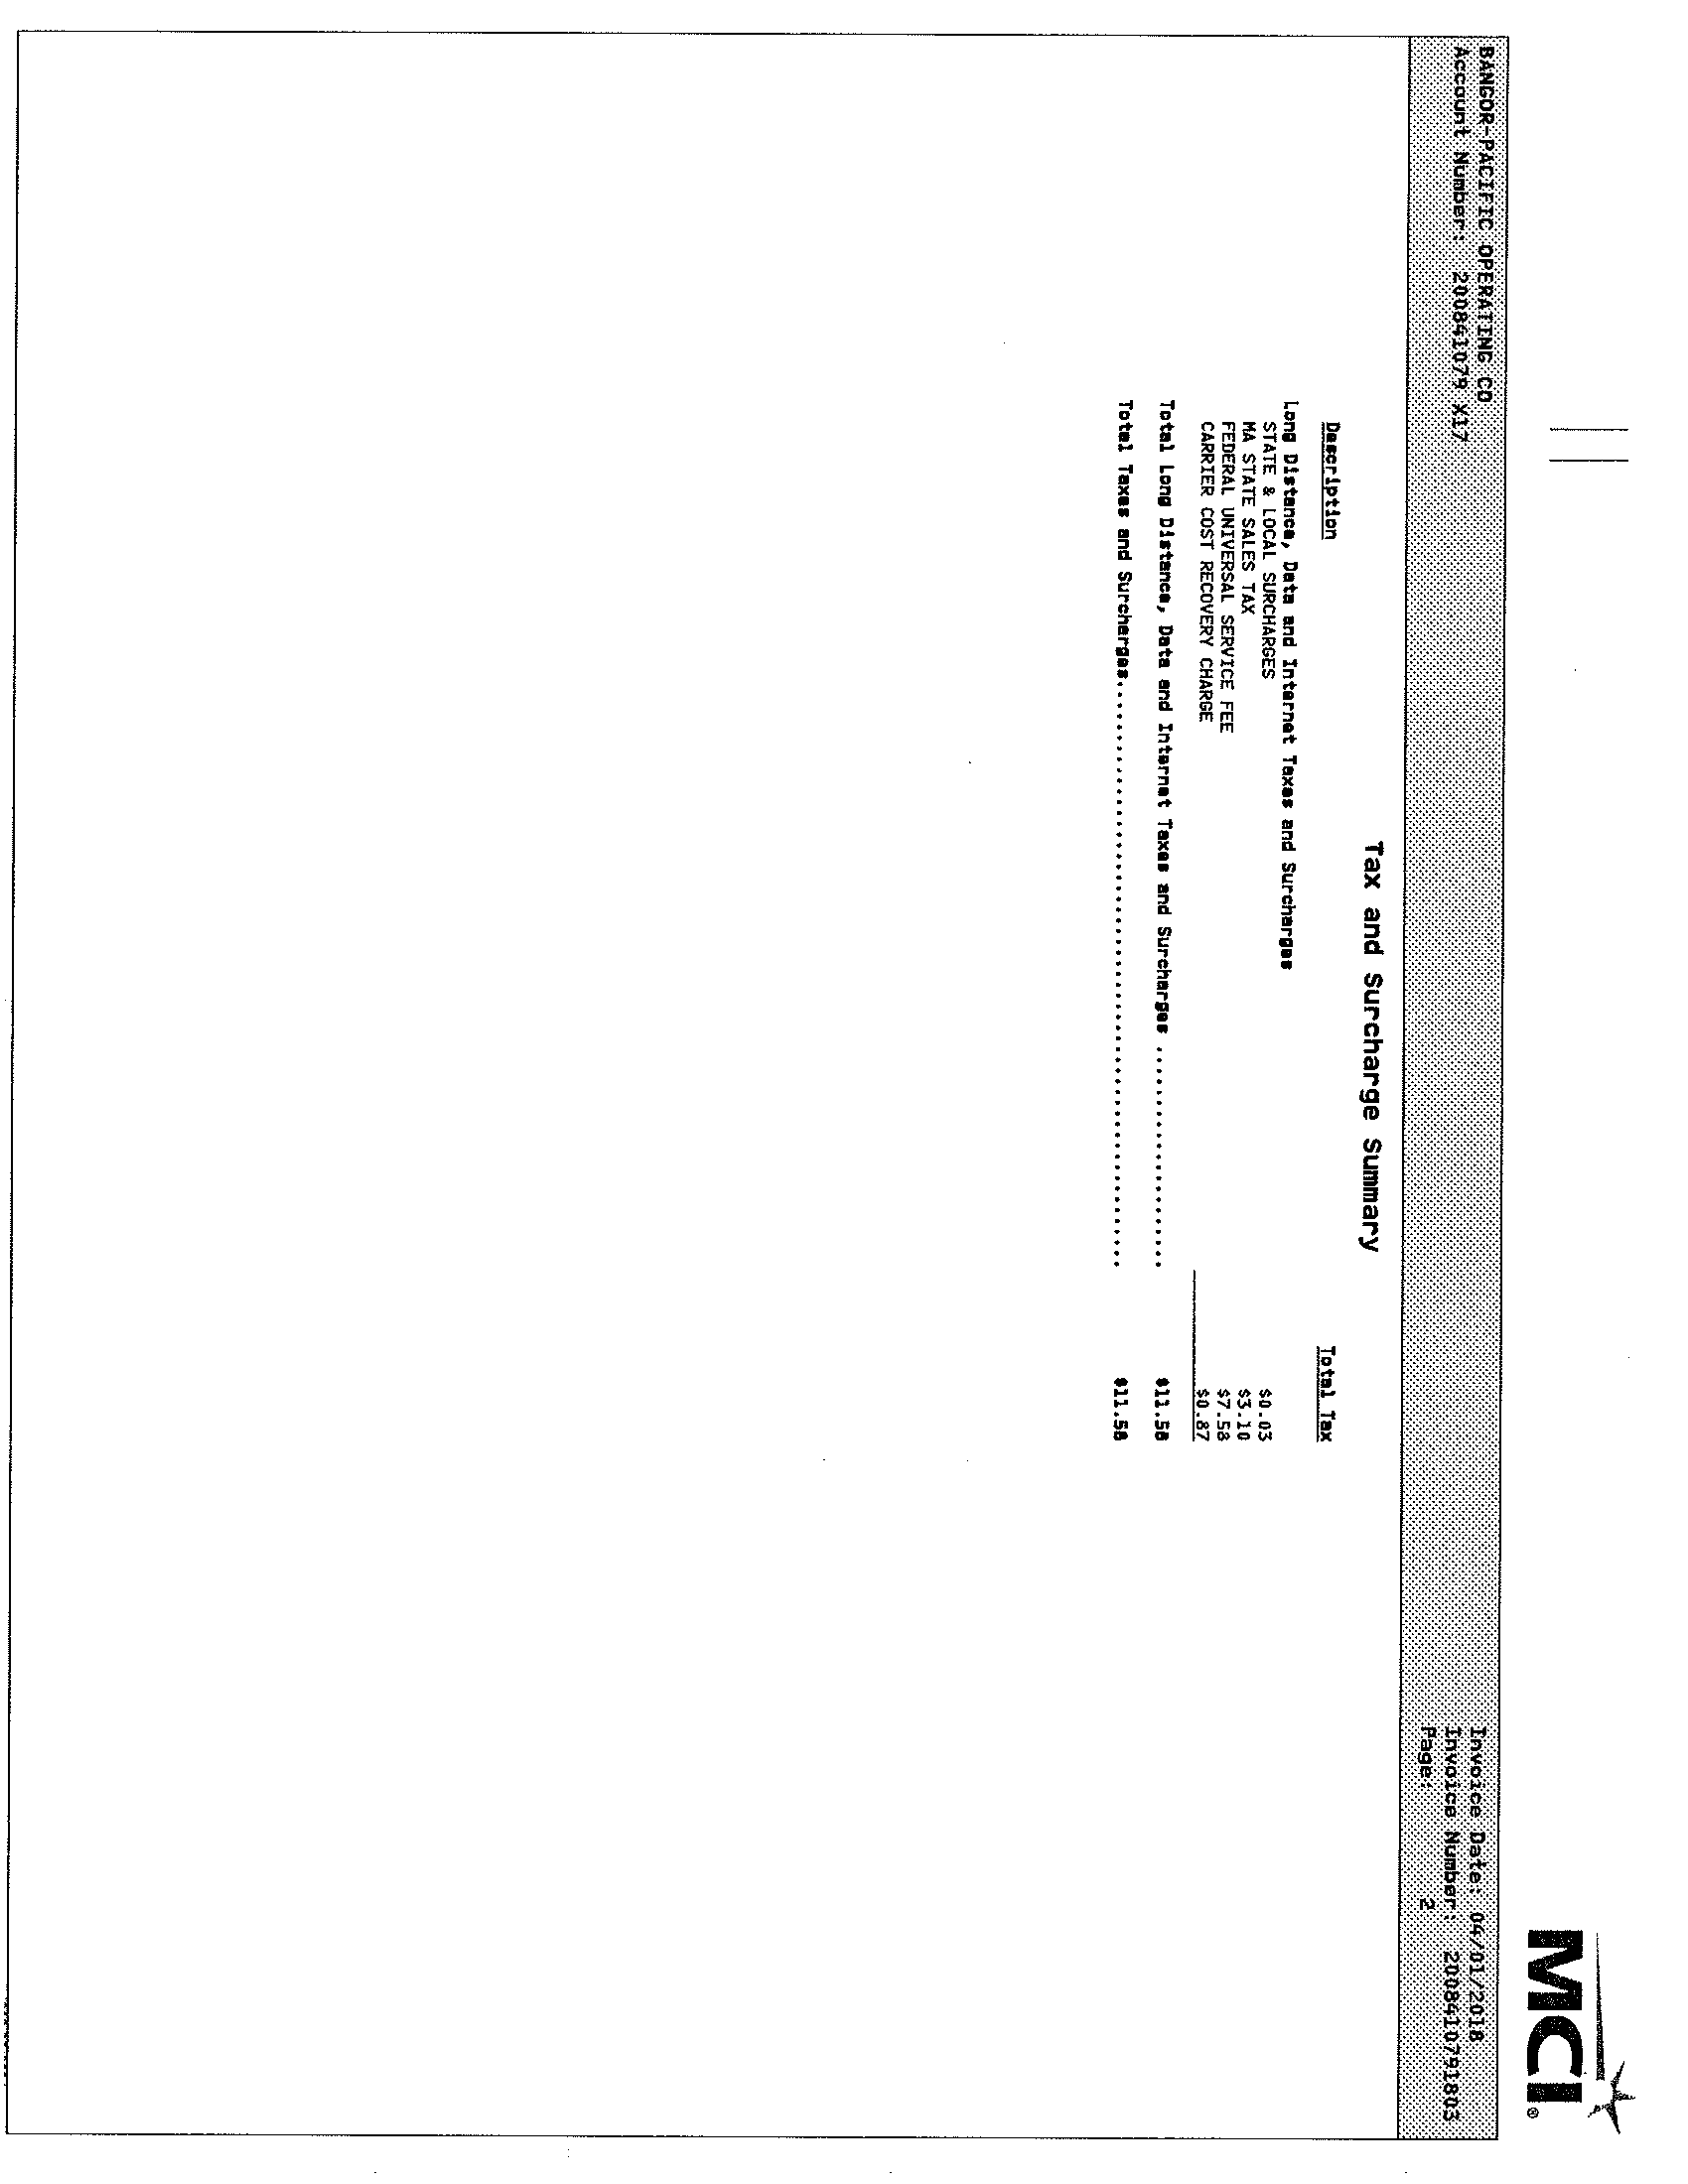 MCI®
BANGOR-PACIFIC OPERATING CO
Account Number: 200841079 X17
Invoice Date: 04/01/2018
Invoice Number: 2008410791803
Page: 2
Tax and Surcharge Summary
Description Total Tax
Long Distance, Data and Internet Taxes and Surcharges
STATE & LOCAL SURCHARGES $0.03
MA STATE SALES TAX $3.10
FEDERAL UNIVERSAL SERVICE FEE $7.58
CARRIER COST RECOVERY CHARGE $0.87
Total Long Distance, Data and Internet Taxes and Surcharges .................. $11.58
Total Taxes and Surcharges........................................... $11.58